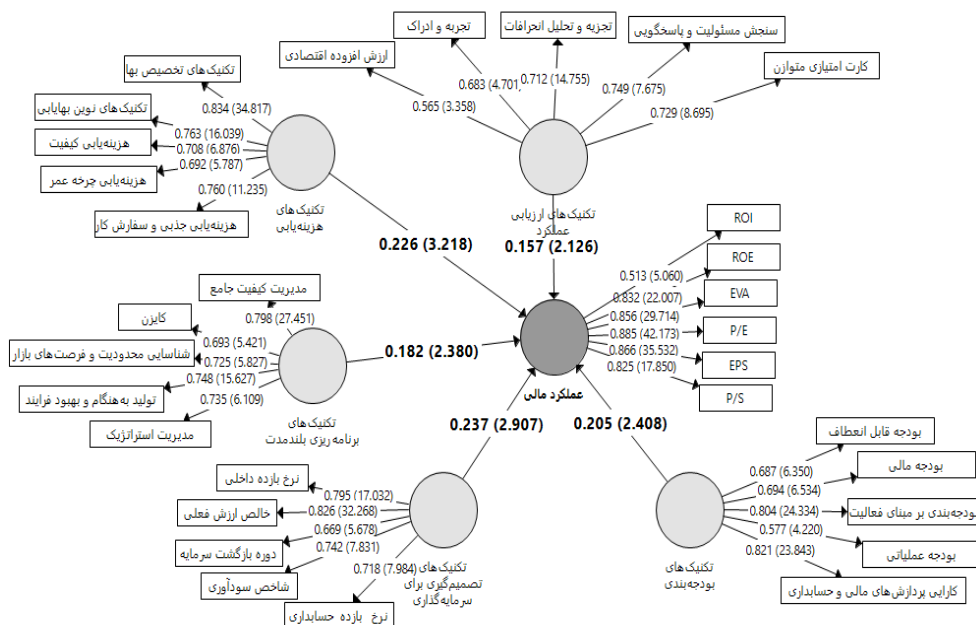 ارزش افزوده اقتصادی
تجربه و ادراک
تجزیه و تحلیل انحرافات
سنجش مسئولیت و پاسخگویی
کارت امتیازی متوازن
0.565 (3.358)
0.683 (4.701)
0.712 (14.755)
0.749 (7.675)
0.729 (8.695)
تکنیک‌های ارزیابی
عملکرد
تکنیک‌های تخصیص بها
تکنیک‌های نوین بهایابی
هزینه‌یابی کیفیت
هزینه‌یابی چرخه عمر
هزینه‌یابی جذبی و سفارش کار
0.834 (34.817)
0.763 (16.039)
0.708 (6.876)
0.692 (5.787)
0.760 (11.235)
تکنیک‌های
هزینه‌یابی
0.226 (3.218)
0.157 (2.126)
ROI
ROE
EVA
P/E
EPS
P/S
0.513 (5.060)
0.832 (22.007)
0.856 (29.714)
0.885 (42.173)
0.866 (35.532)
0.825 (17.850)
عملکرد مالی
مدیریت کیفیت جامع
کایزن
شناسایی محدودیت و فرصت‌های بازار
تولید به‌هنگام و بهبود فرایند
مدیریت استراتژیک
0.798 (27.451)
0.693 (5.421)
0.725 (5.827)
0.748 (15.627)
0.735 (6.109)
تکنیک‌های
برنامه ریزی بلندمدت
0.182 (2.380)
0.237 (2.907)
0.205 (2.408)
نرخ بازده داخلی
خالص ارزش فعلی
دوره بازگشت سرمایه
شاخص سودآوری
نرخ بازده حسابداری
0.795 (17.032)
0.826 (32.268)
0.669 (5.678)
0.742 (7.831)
0.718 (7.984)
تکنیک‌های
تصمیم‌گیری برای
سرمایه‌گذاری
بودجه قابل انعطاف
بودجه مالی
بودجه‌بندی بر مبنای فعالیت
بودجه عملیاتی
کارایی پردازش‌های مالی و حسابداری
0.687 (6.350)
0.694 (6.534)
0.804 (24.334)
0.577 (4.220)
0.821 (23.843)
تکنیک‌های
بودجه‌بندی